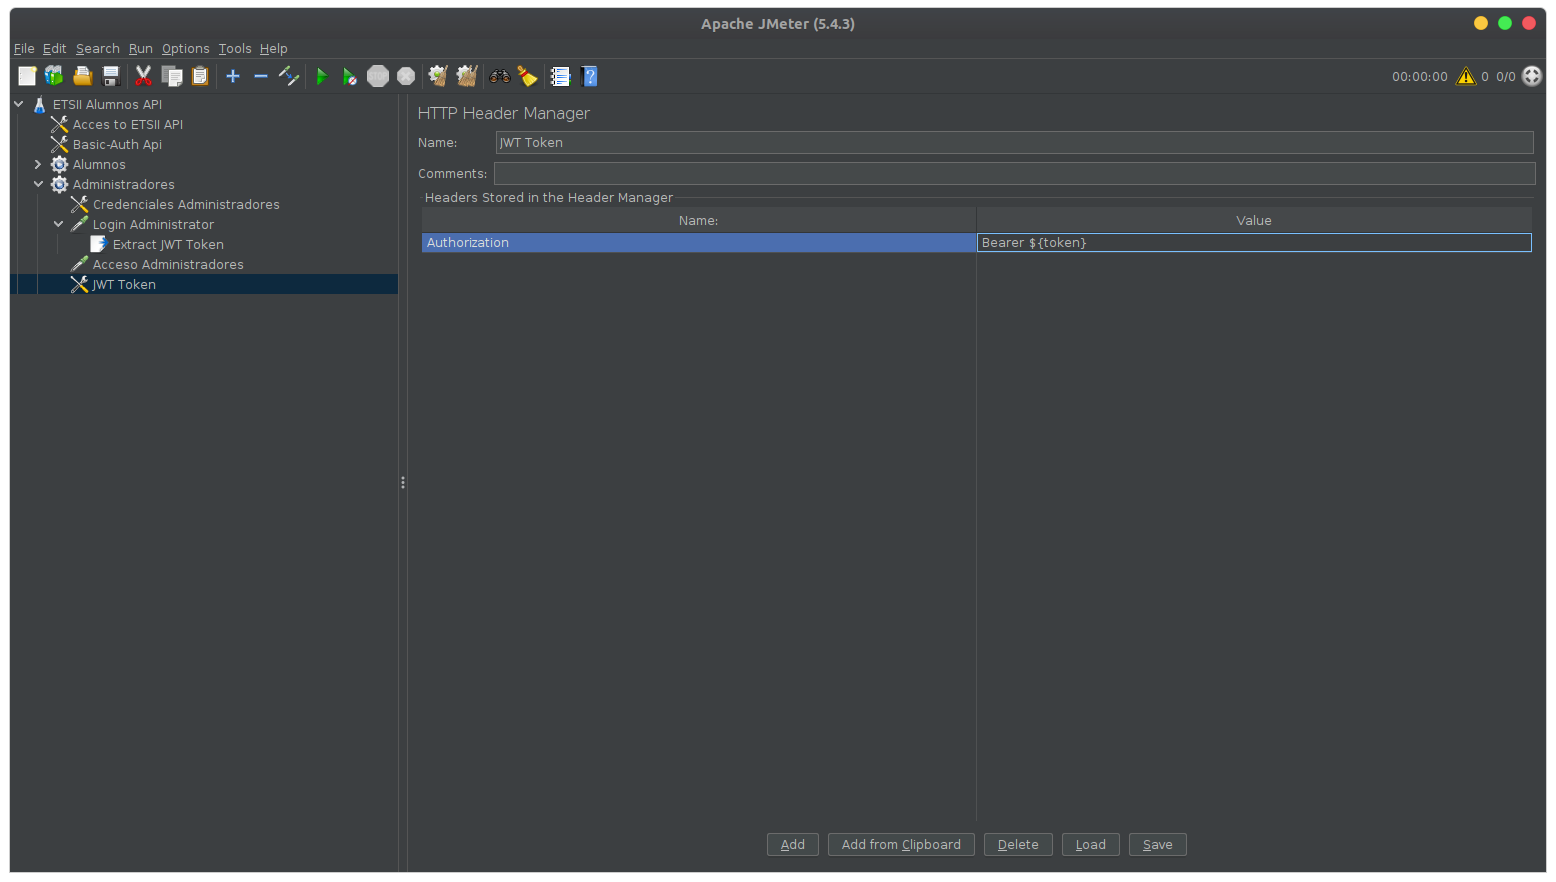 Apache JMeter (5.4.3)
File Edit Search Run Options Tools Help
STOP
00:00:00 0 0/0
ETSII Alumnos API
Acces to ETSII API
Basic-Auth Api
Alumnos
Administradores
Credenciales Administradores
Login Administrator
Extract JWT Token
Acceso Administradores
JWT Token
HTTP Header Manager
Name: JWT Token
Comments:
Headers Stored in the Header Manager
Name: Value
Authorization Bearer ${token}
Add Add from Clipboard Delete Load Save